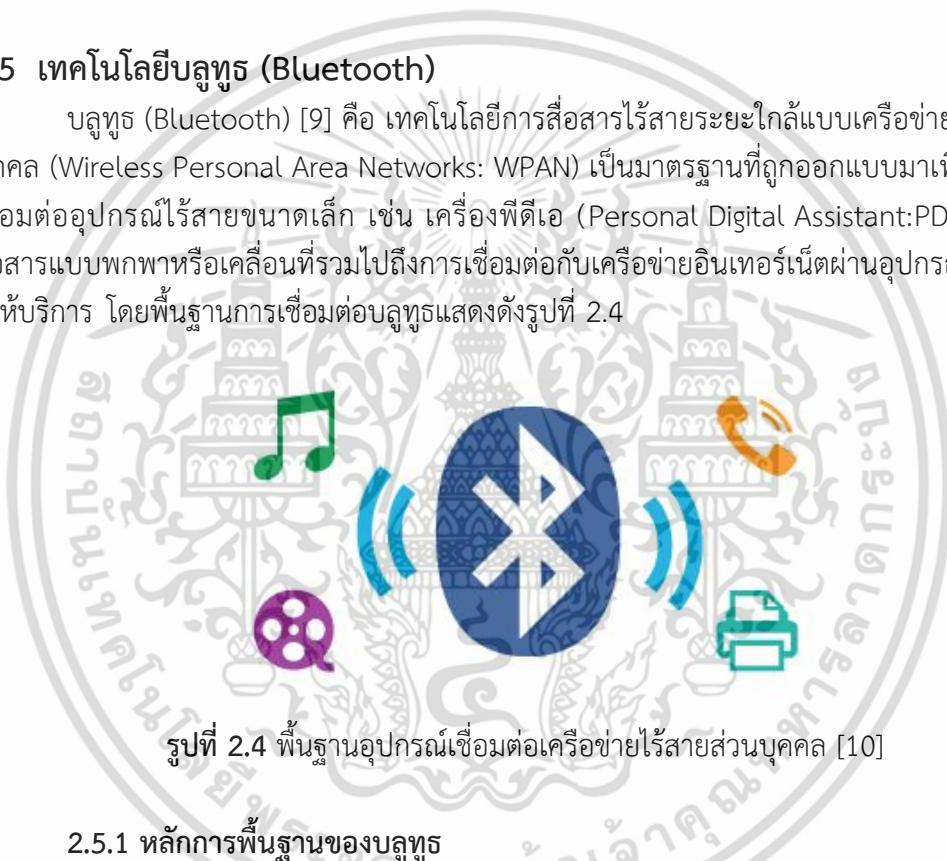 5 เทคโนโลยีบลูทูธ (Bluetooth)
บลูทูธ (Bluetooth) [9] คือ เทคโนโลยีการสื่อสารไร้สายระยะใกล้แบบเครือข่าย
คคล (Wireless Personal Area Networks: WPAN) เป็นมาตรฐานที่ถูกออกแบบมาเพื
อมต่ออุปกรณ์ไร้สายขนาดเล็ก เช่น เครื่องพีดีเอ (Personal Digital Assistant:PD
อสารแบบพกพาหรือเคลื่อนที่รวมไปถึงการเชื่อมต่อกับเครือข่ายอินเทอร์เน็ตผ่านอุปกรณ
ห้บริการ โดยพื้นฐานการเชื่อมต่อบลูทูธแสดงดังรูปที่ 2.4
รูปที่ 2.4 พื้นฐานอุปกรณ์เชื่อมต่อเครือข่ายไร้สายส่วนบุคคล [10]
2.5.1 หลักการพื้นฐานของบลูทูธ